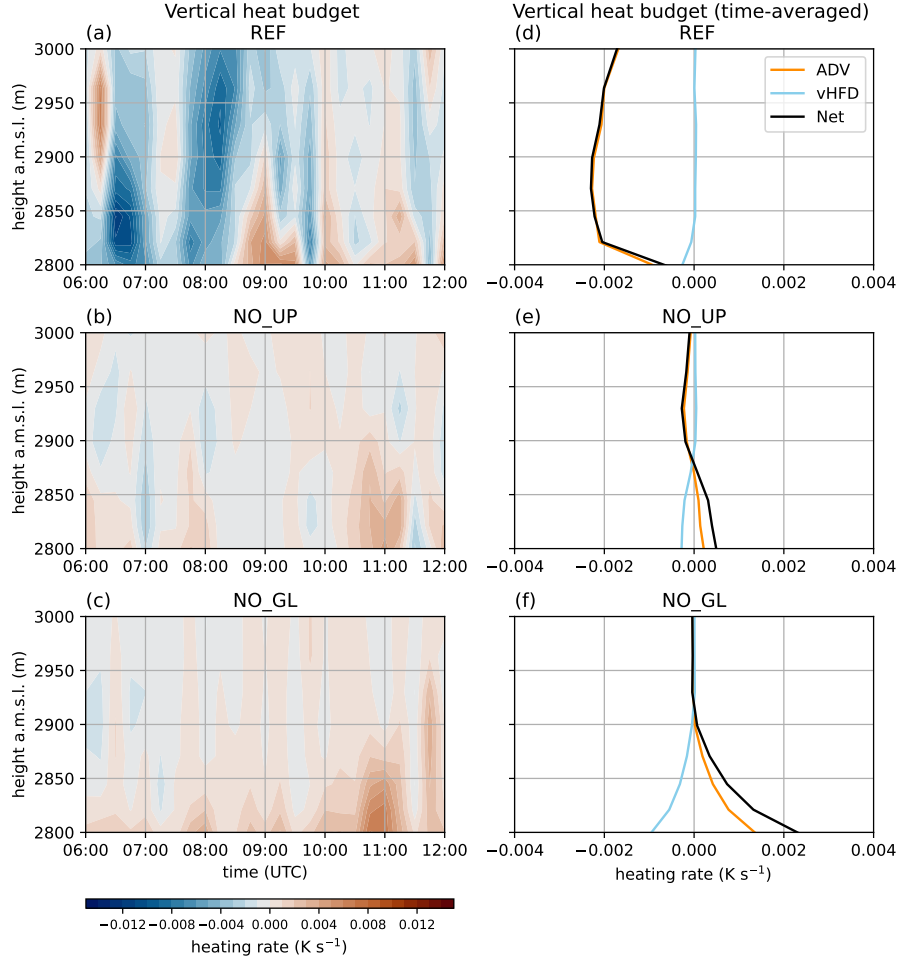 Vertical heat budget
Vertical heat budget (time-averaged)
(a)
REF
height a.m.s.l. (m)
3000
2950
2900
2850
2800
06:00 07:00 08:00 09:00 10:00 11:00 12:00
(d)
REF
ADV
vHFD
Net
−0.004 −0.002 0.000 0.002 0.004
(b)
NO_UP
height a.m.s.l. (m)
3000
2950
2900
2850
2800
06:00 07:00 08:00 09:00 10:00 11:00 12:00
(e)
NO_UP
−0.004 −0.002 0.000 0.002 0.004
(c)
NO_GL
height a.m.s.l. (m)
3000
2950
2900
2850
2800
06:00 07:00 08:00 09:00 10:00 11:00 12:00
time (UTC)
(f)
NO_GL
−0.004 −0.002 0.000 0.002 0.004
heating rate (K s⁻¹)
−0.012 −0.008 −0.004 0.000 0.004 0.008 0.012
heating rate (K s⁻¹)